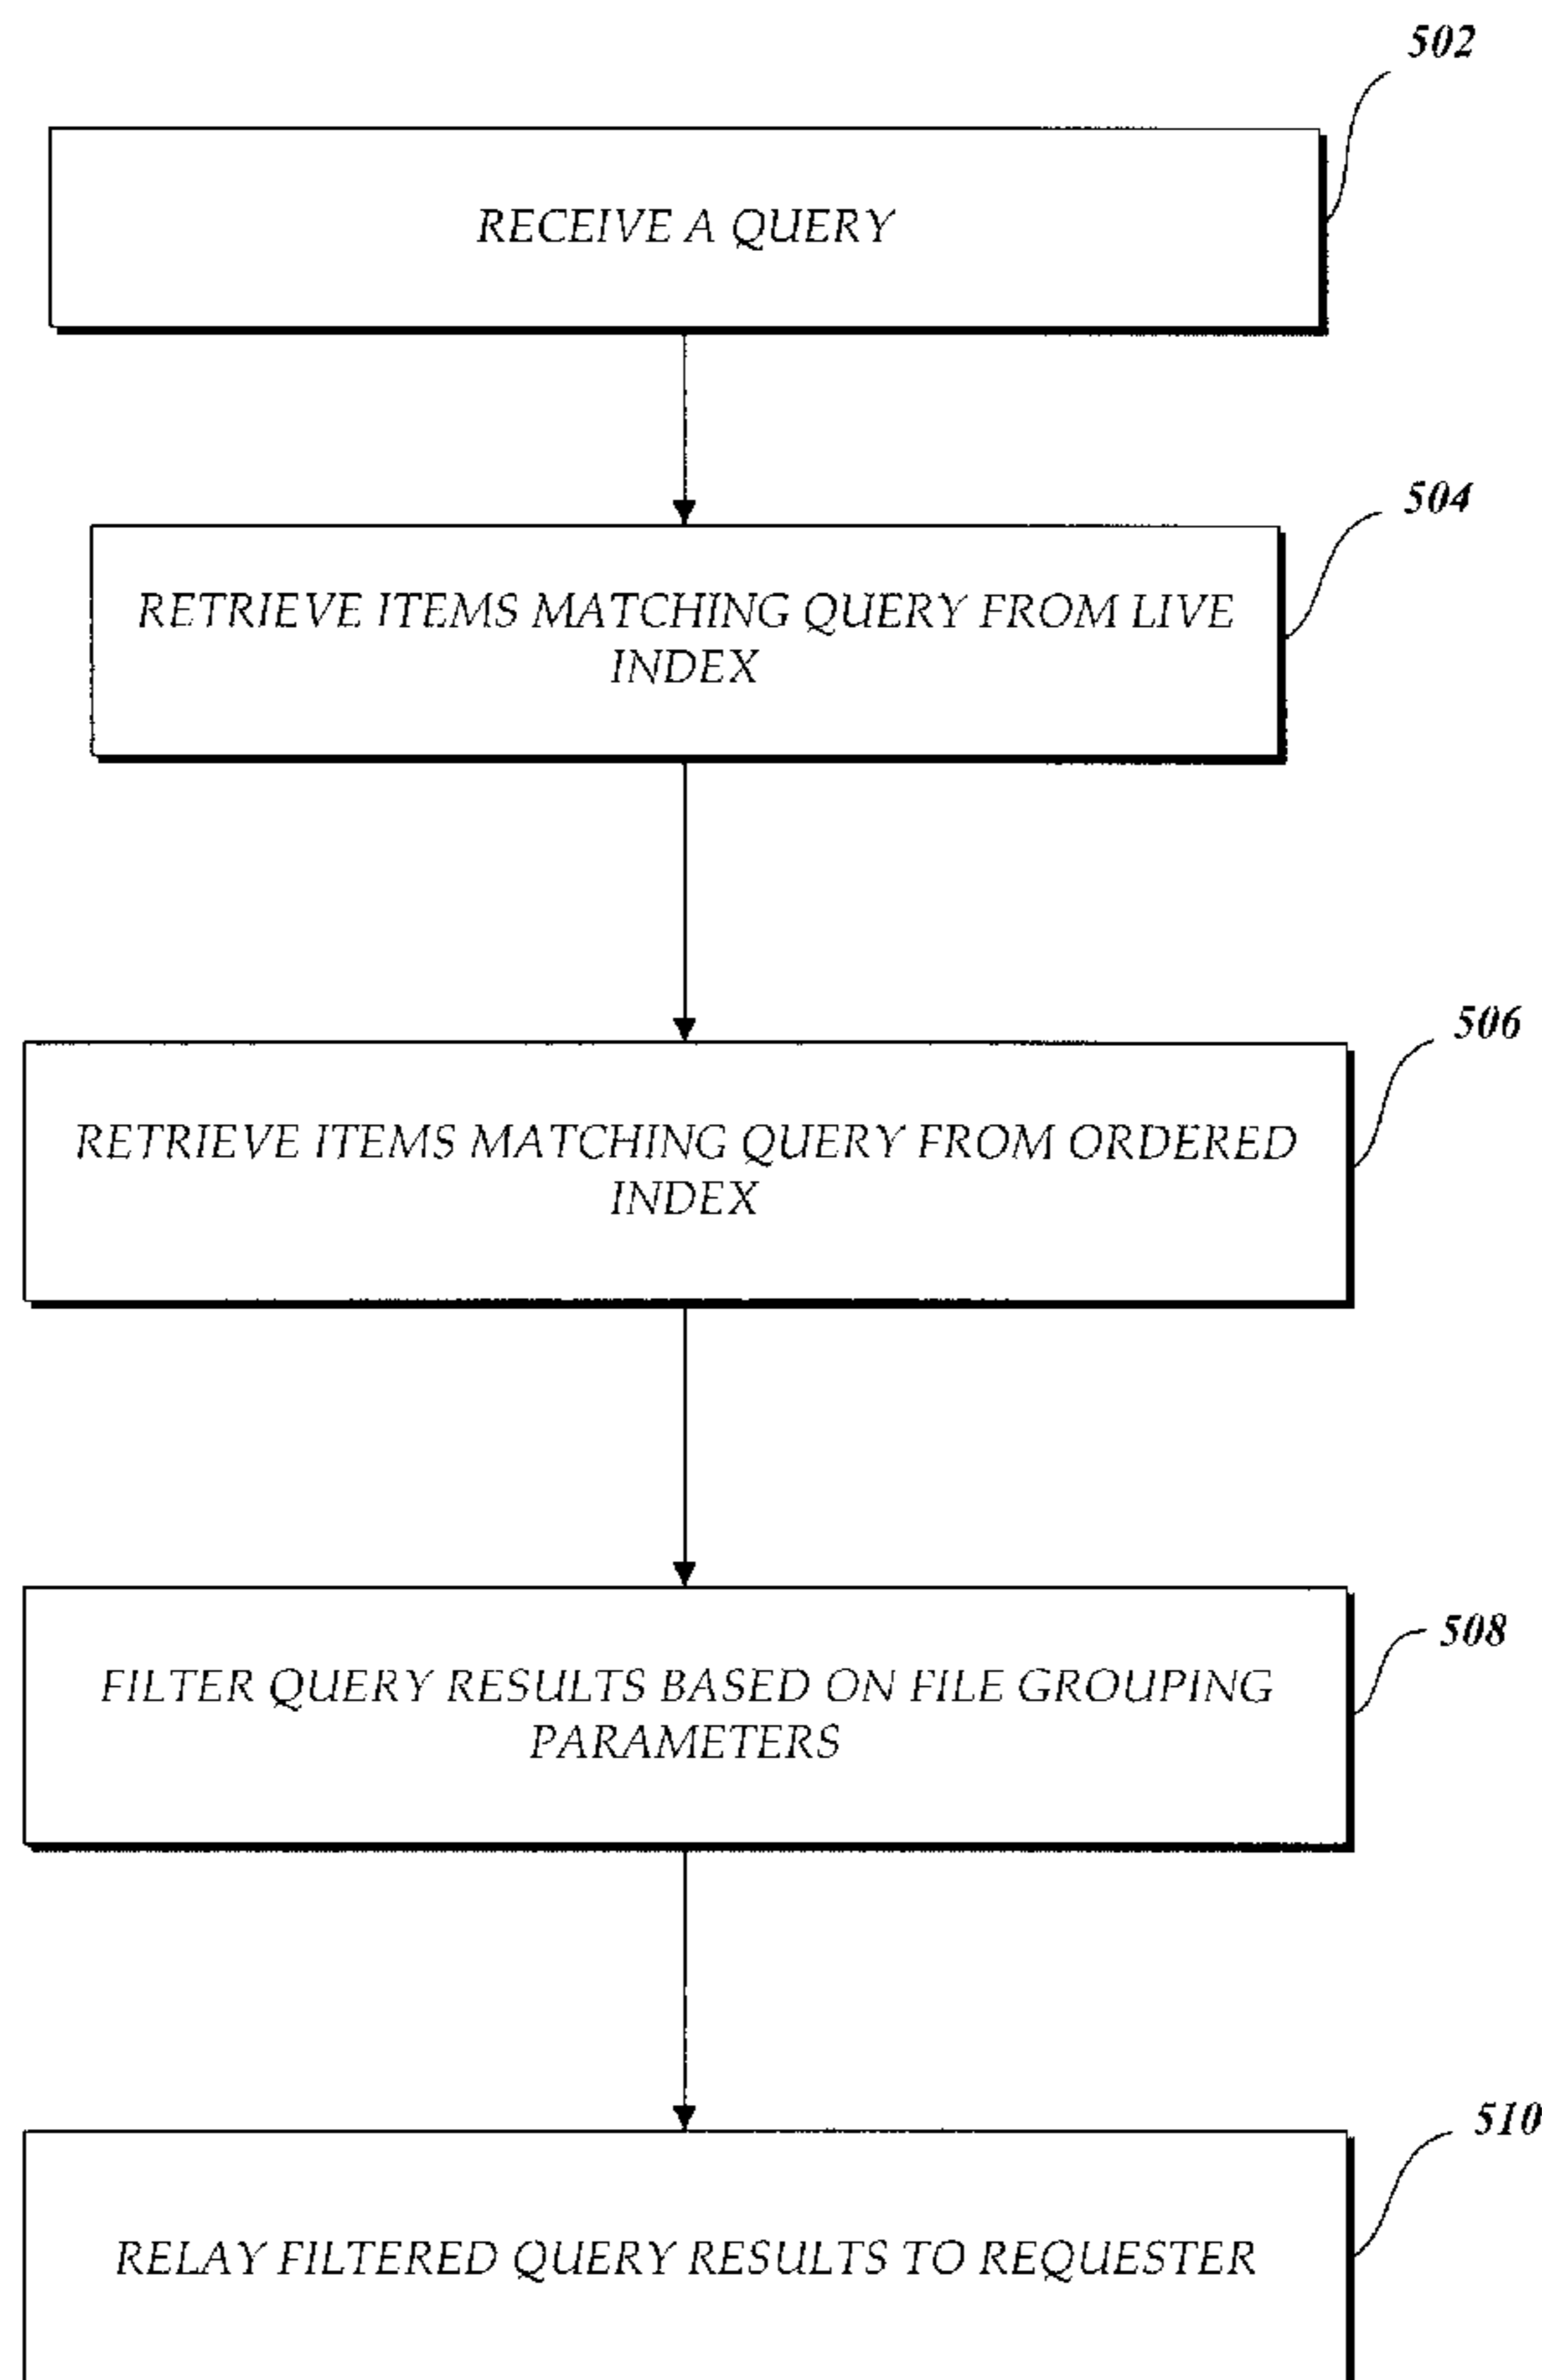 502
RECEIVE A QUERY
504
RETRIEVE ITEMS MATCHING QUERY FROM LIVE
INDEX
506
RETRIEVE ITEMS MATCHING QUERY FROM ORDERED
INDEX
508
FILTER QUERY RESULTS BASED ON FILE GROUPING
PARAMETERS
510
RELAY FILTERED QUERY RESULTS TO REQUESTER